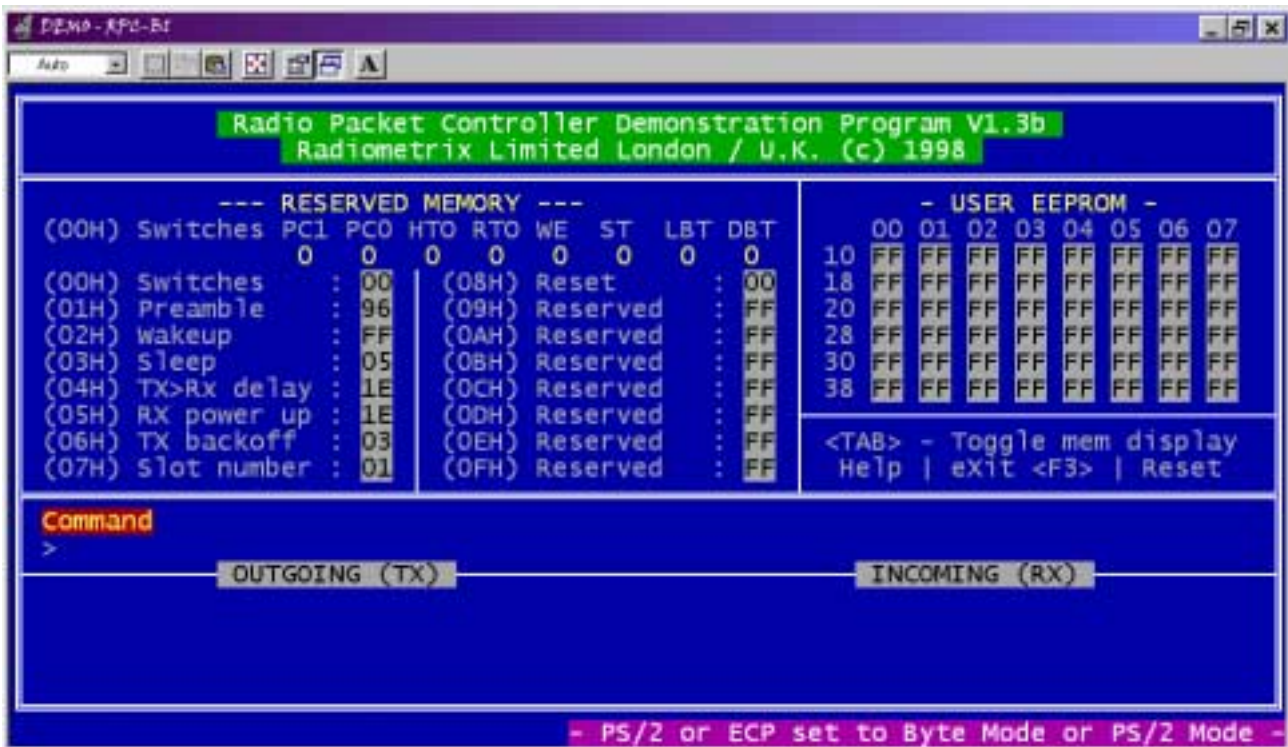 DEMO-RPC-BI
Auto
A
Radio Packet Controller Demonstration Program V1.3b
Radiometrix Limited London / U.K. (c) 1998
--- RESERVED MEMORY ---
(00H) Switches PC1 PC0 HTO RTO WE ST LBT DBT
0 0 0 0 0 0 0 0
(00H) Switches : 00
(01H) Preamble : 96
(02H) Wakeup : FF
(03H) Sleep : 05
(04H) TX>Rx delay : 1E
(05H) RX power up : 1E
(06H) TX backoff : 03
(07H) Slot number : 01
(08H) Reset : 00
(09H) Reserved : FF
(0AH) Reserved : FF
(0BH) Reserved : FF
(0CH) Reserved : FF
(0DH) Reserved : FF
(0EH) Reserved : FF
(0FH) Reserved : FF
- USER EEPROM -
00 01 02 03 04 05 06 07
10 FF FF FF FF FF FF FF FF
18 FF FF FF FF FF FF FF FF
20 FF FF FF FF FF FF FF FF
28 FF FF FF FF FF FF FF FF
30 FF FF FF FF FF FF FF FF
38 FF FF FF FF FF FF FF FF
<TAB> - Toggle mem display
Help | eXit <F3> | Reset
Command
>
OUTGOING (TX)
INCOMING (RX)
- PS/2 or ECP set to Byte Mode or PS/2 Mode -